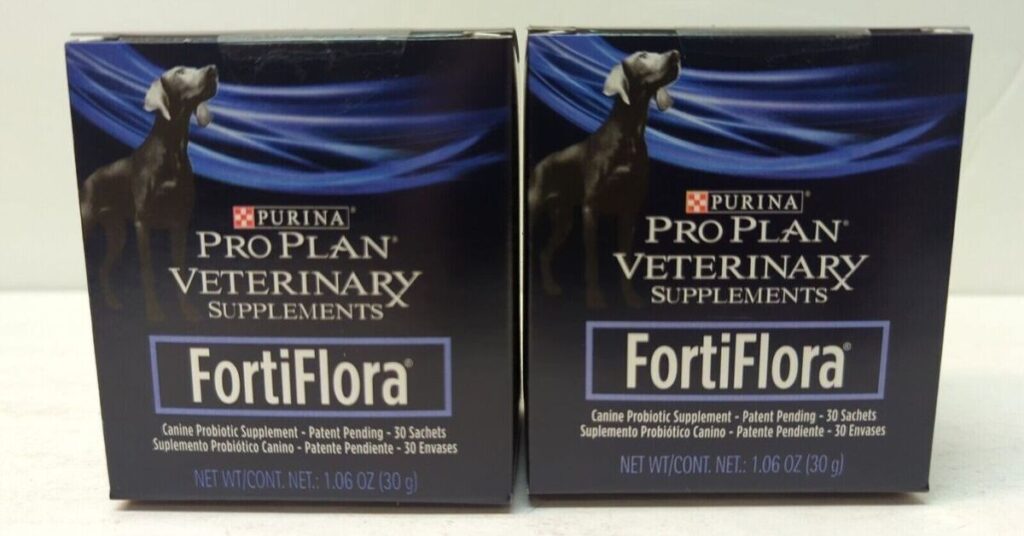 PURINA®
PRO PLAN®
VETERINARY
SUPPLEMENTS
FortiFlora®
Canine Probiotic Supplement - Patent Pending - 30 Sachets
Suplemento Probiótico Canino - Patente Pendiente - 30 Envases
NET WT/CONT. NET.: 1.06 OZ (30 g)
PURINA®
PRO PLAN®
VETERINARY
SUPPLEMENTS
FortiFlora®
Canine Probiotic Supplement - Patent Pending - 30 Sachets
Suplemento Probiótico Canino - Patente Pendiente - 30 Envases
NET WT/CONT. NET.: 1.06 OZ (30 g)